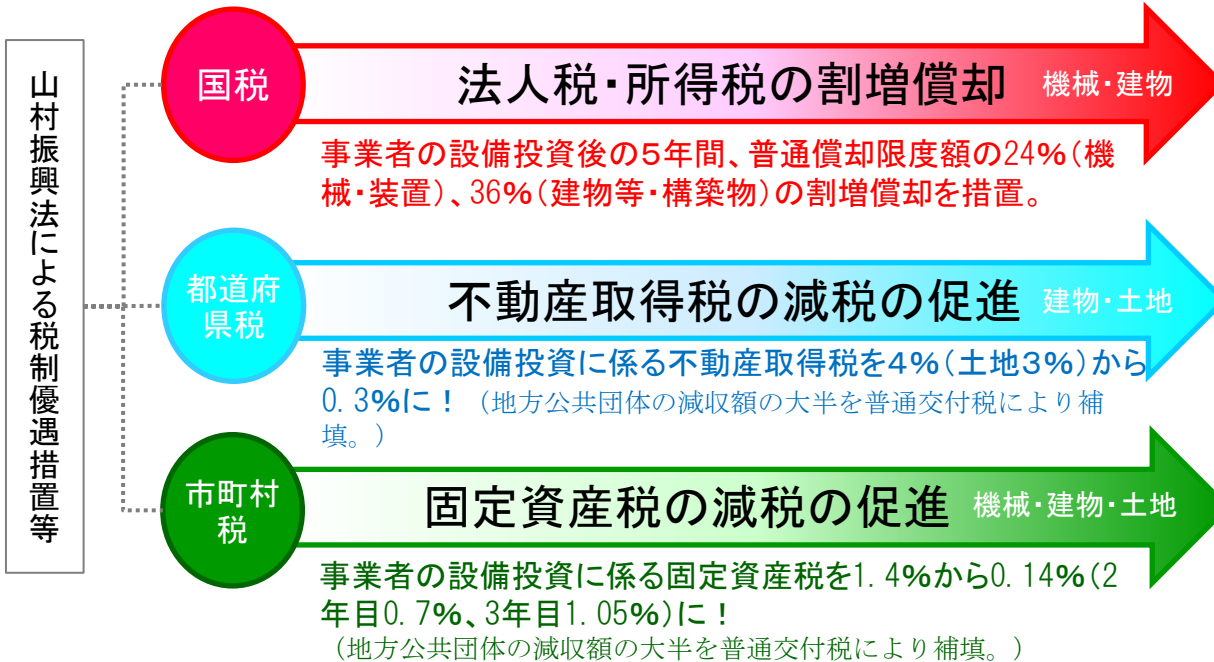 山村振興法による税制優遇措置等
国税
法人税・所得税の割増償却
機械・建物
事業者の設備投資後の5年間、普通償却限度額の24%(機
械・装置)、36%(建物等・構築物)の割増償却を措置。
都道府
県税
不動産取得税の減税の促進
建物・土地
事業者の設備投資に係る不動産取得税を4%(土地3%)から
0.3%に!(地方公共団体の減収額の大半を普通交付税により補
填。)
市町村
税
固定資産税の減税の促進
機械・建物・土地
事業者の設備投資に係る固定資産税を1.4%から0.14%(2
年目0.7%、3年目1.05%)に!
(地方公共団体の減収額の大半を普通交付税により補填。)